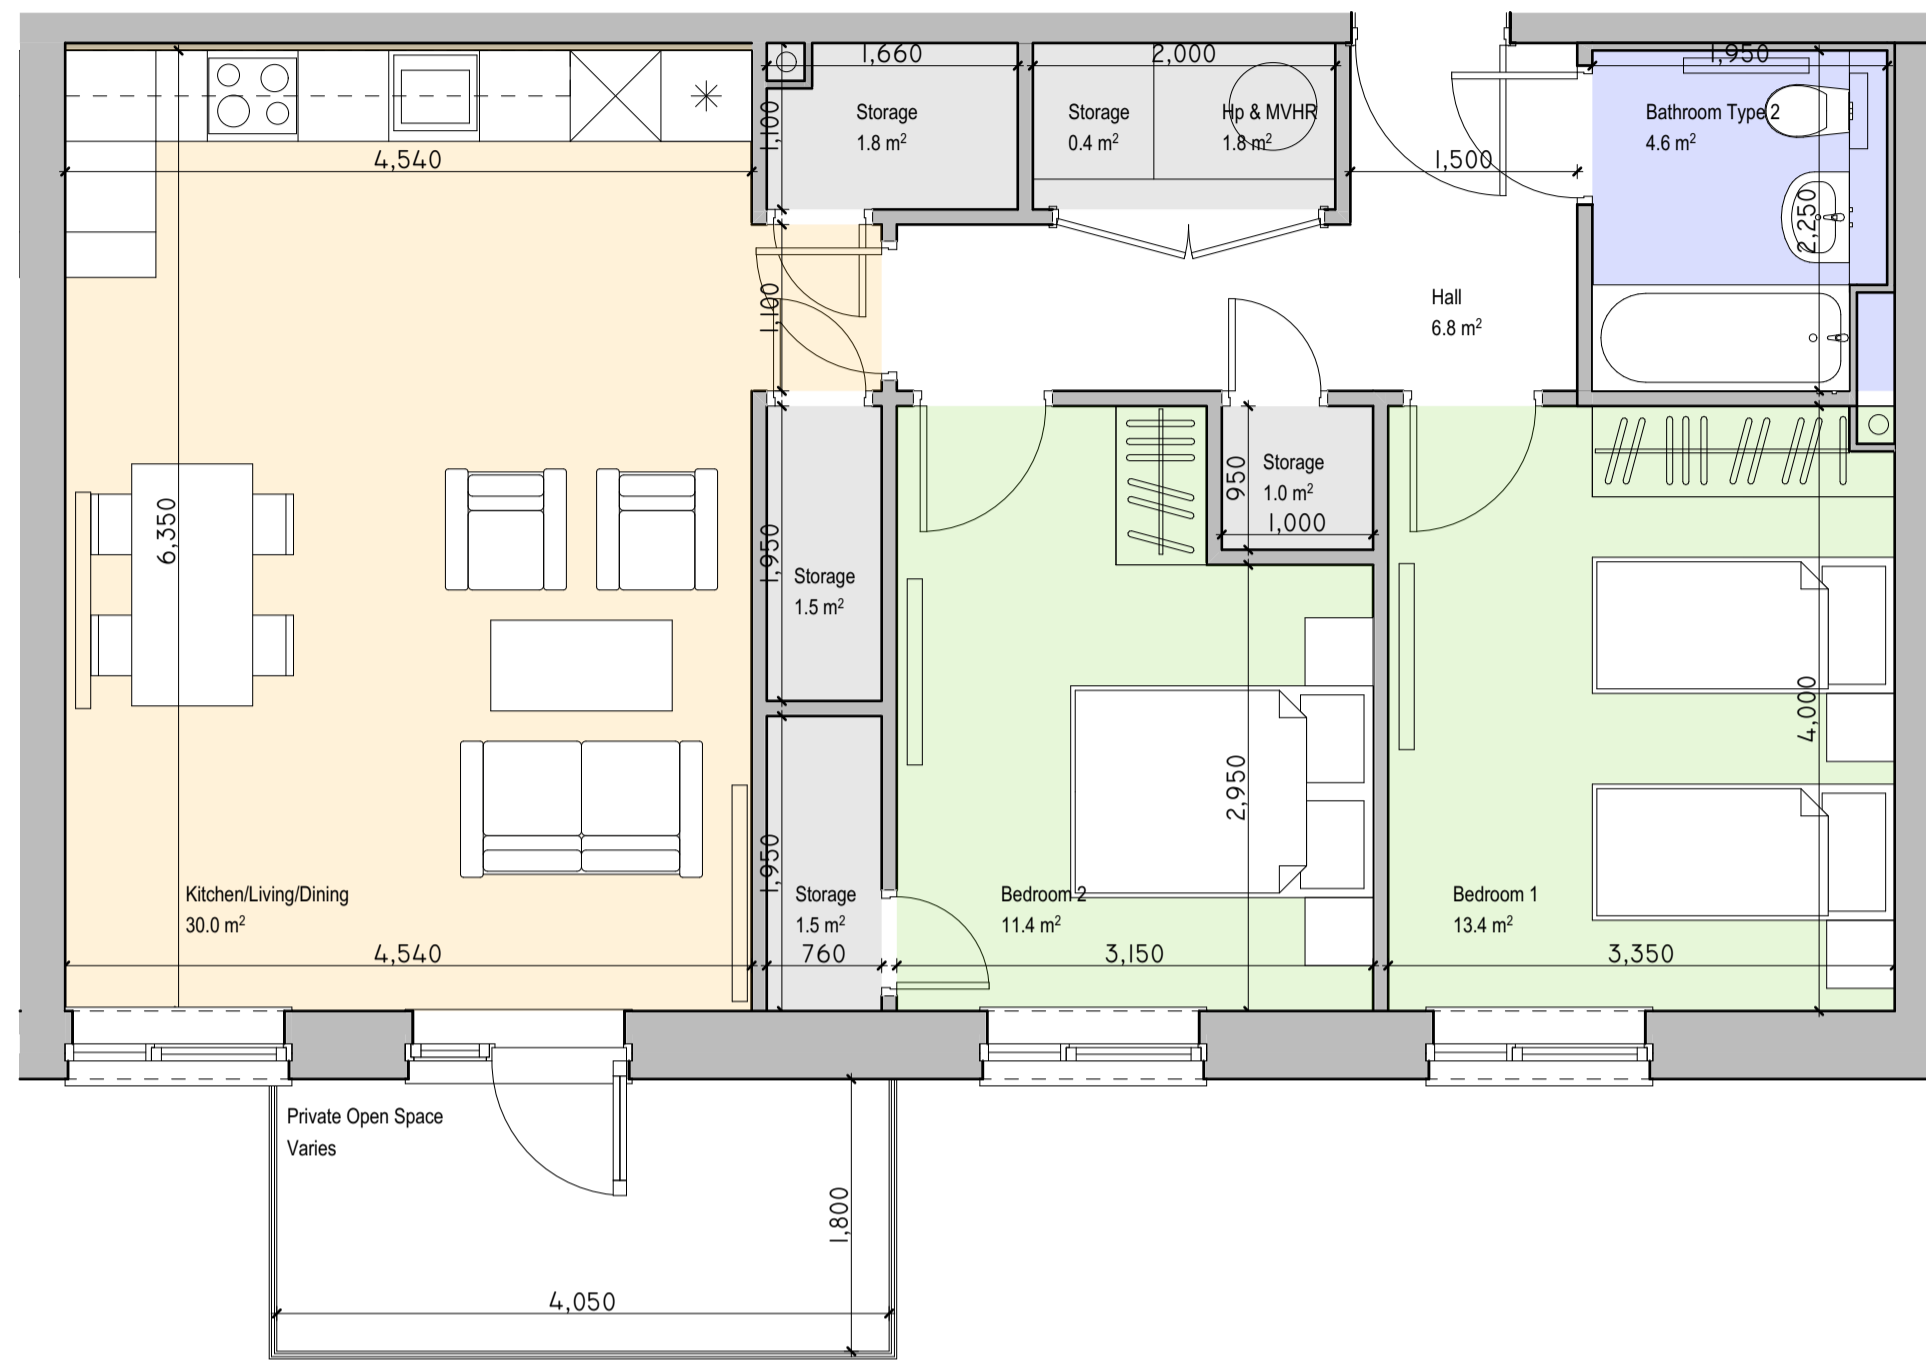 1,660
2,000
1,950
1,100
Storage
1.8 m²
Storage
0.4 m²
Hp & MVHR
1.8 m²
Bathroom Type 2
4.6 m²
4,540
1,500
2,250
1,100
Hall
6.8 m²
6,350
950
Storage
1.0 m²
1,000
1,950
Storage
1.5 m²
4,000
2,950
1,950
Kitchen/Living/Dining
30.0 m²
Storage
1.5 m²
Bedroom 2
11.4 m²
Bedroom 1
13.4 m²
4,540
760
3,150
3,350
Private Open Space
Varies
1,800
4,050